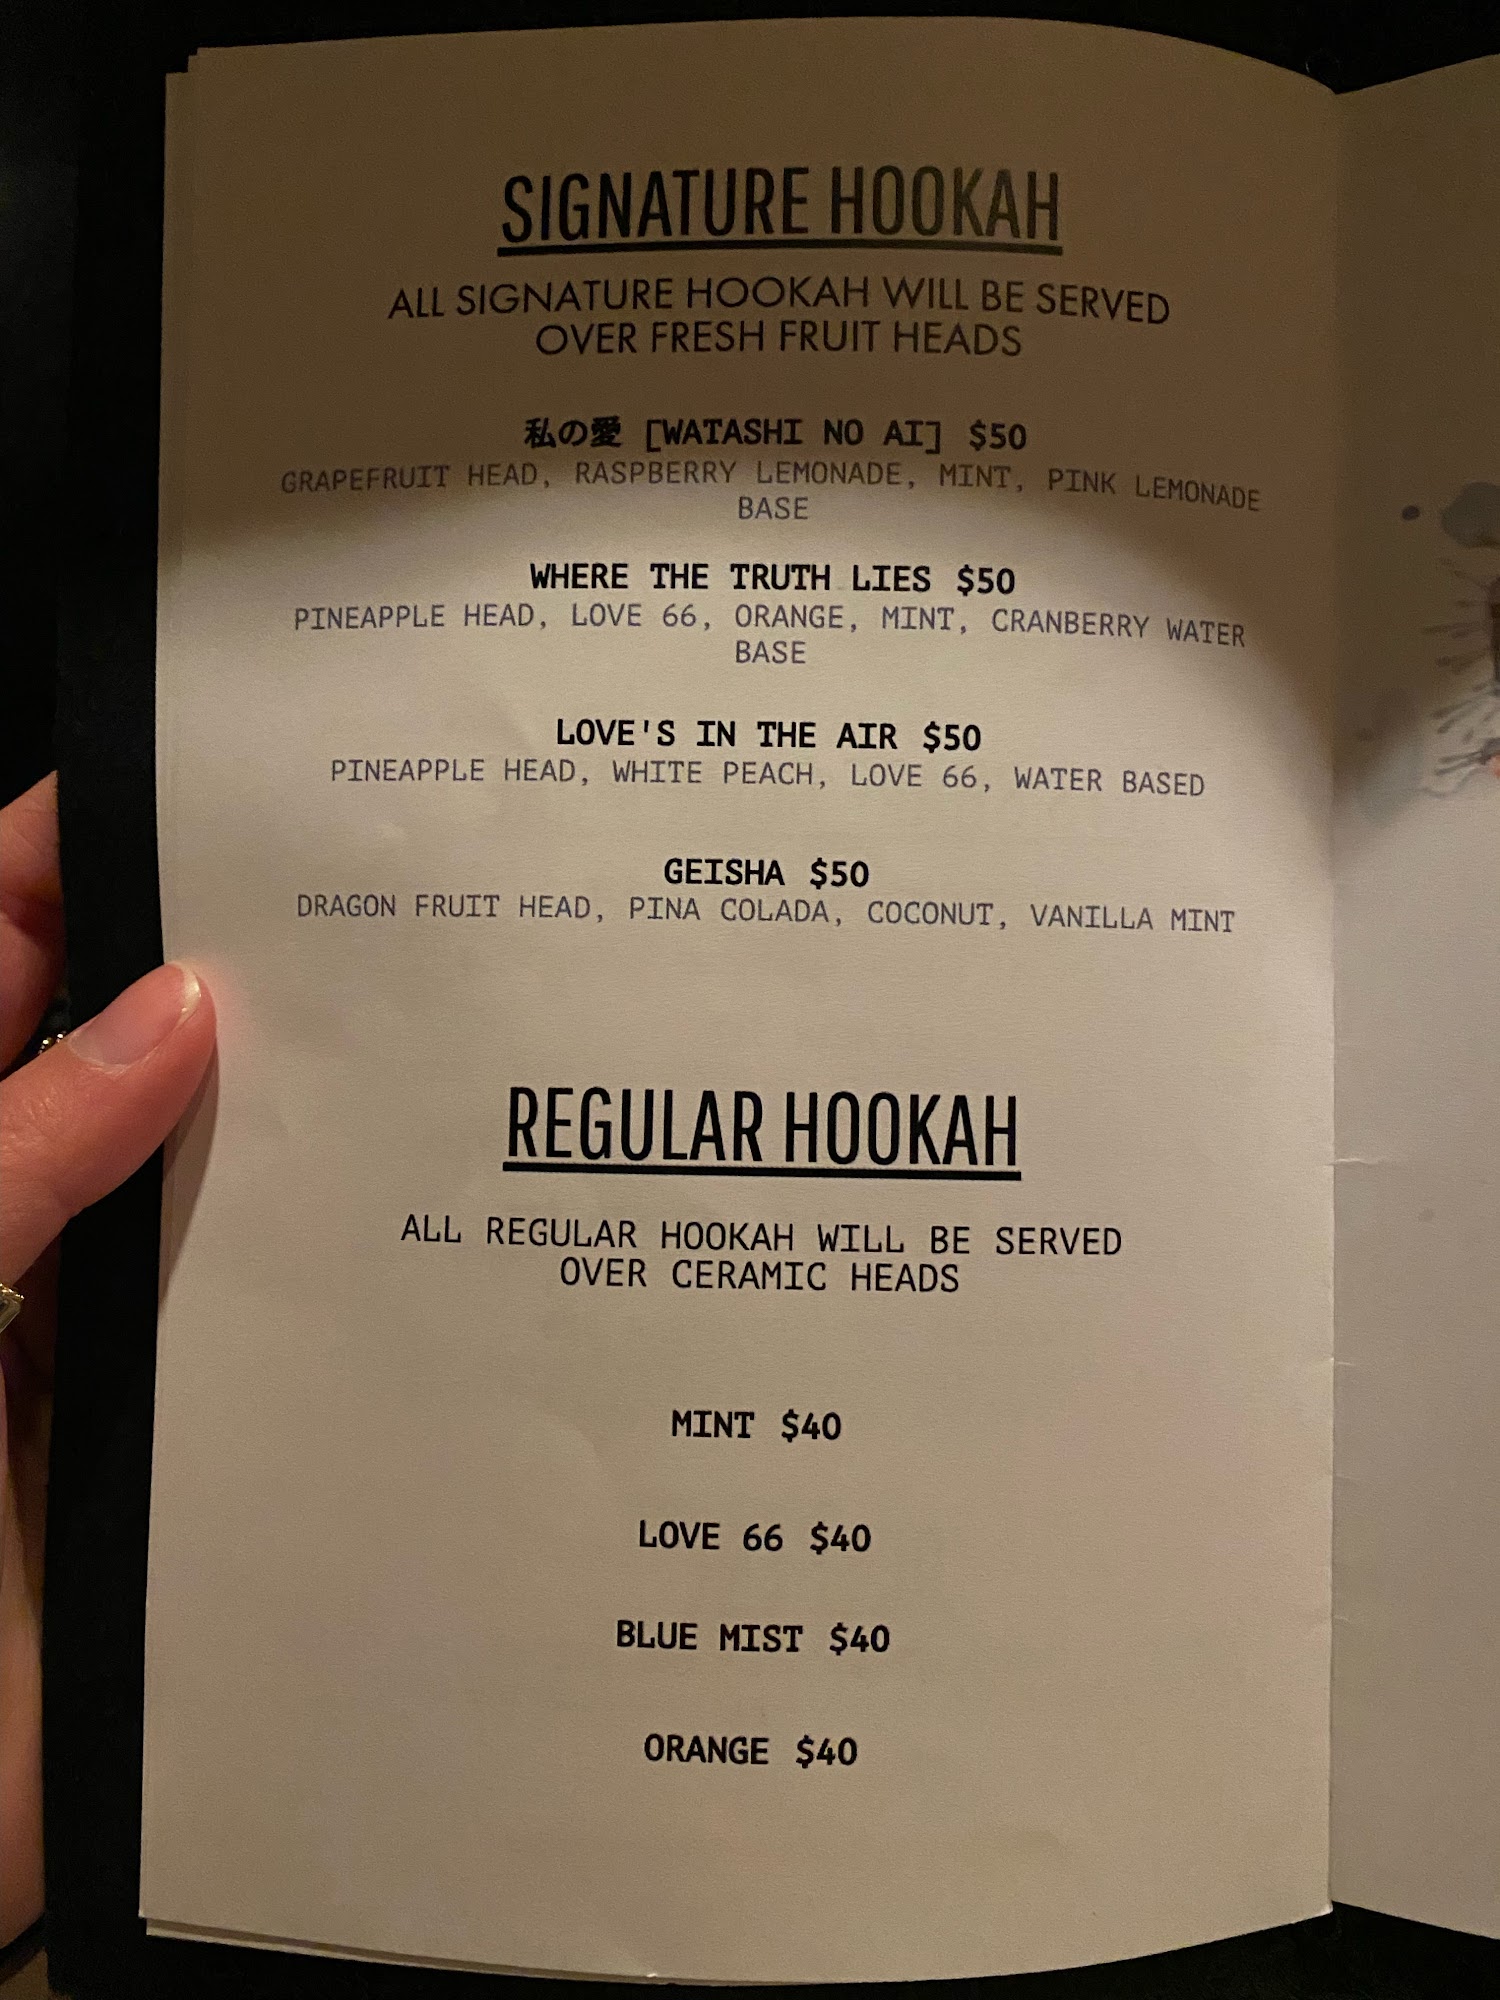 SIGNATURE HOOKAH
ALL SIGNATURE HOOKAH WILL BE SERVED
OVER FRESH FRUIT HEADS
私の愛 [WATASHI NO AI] $50
GRAPEFRUIT HEAD, RASPBERRY LEMONADE, MINT, PINK LEMONADE
BASE
WHERE THE TRUTH LIES $50
PINEAPPLE HEAD, LOVE 66, ORANGE, MINT, CRANBERRY WATER
BASE
LOVE'S IN THE AIR $50
PINEAPPLE HEAD, WHITE PEACH, LOVE 66, WATER BASED
GEISHA $50
DRAGON FRUIT HEAD, PINA COLADA, COCONUT, VANILLA MINT
REGULAR HOOKAH
ALL REGULAR HOOKAH WILL BE SERVED
OVER CERAMIC HEADS
MINT $40
LOVE 66 $40
BLUE MIST $40
ORANGE $40